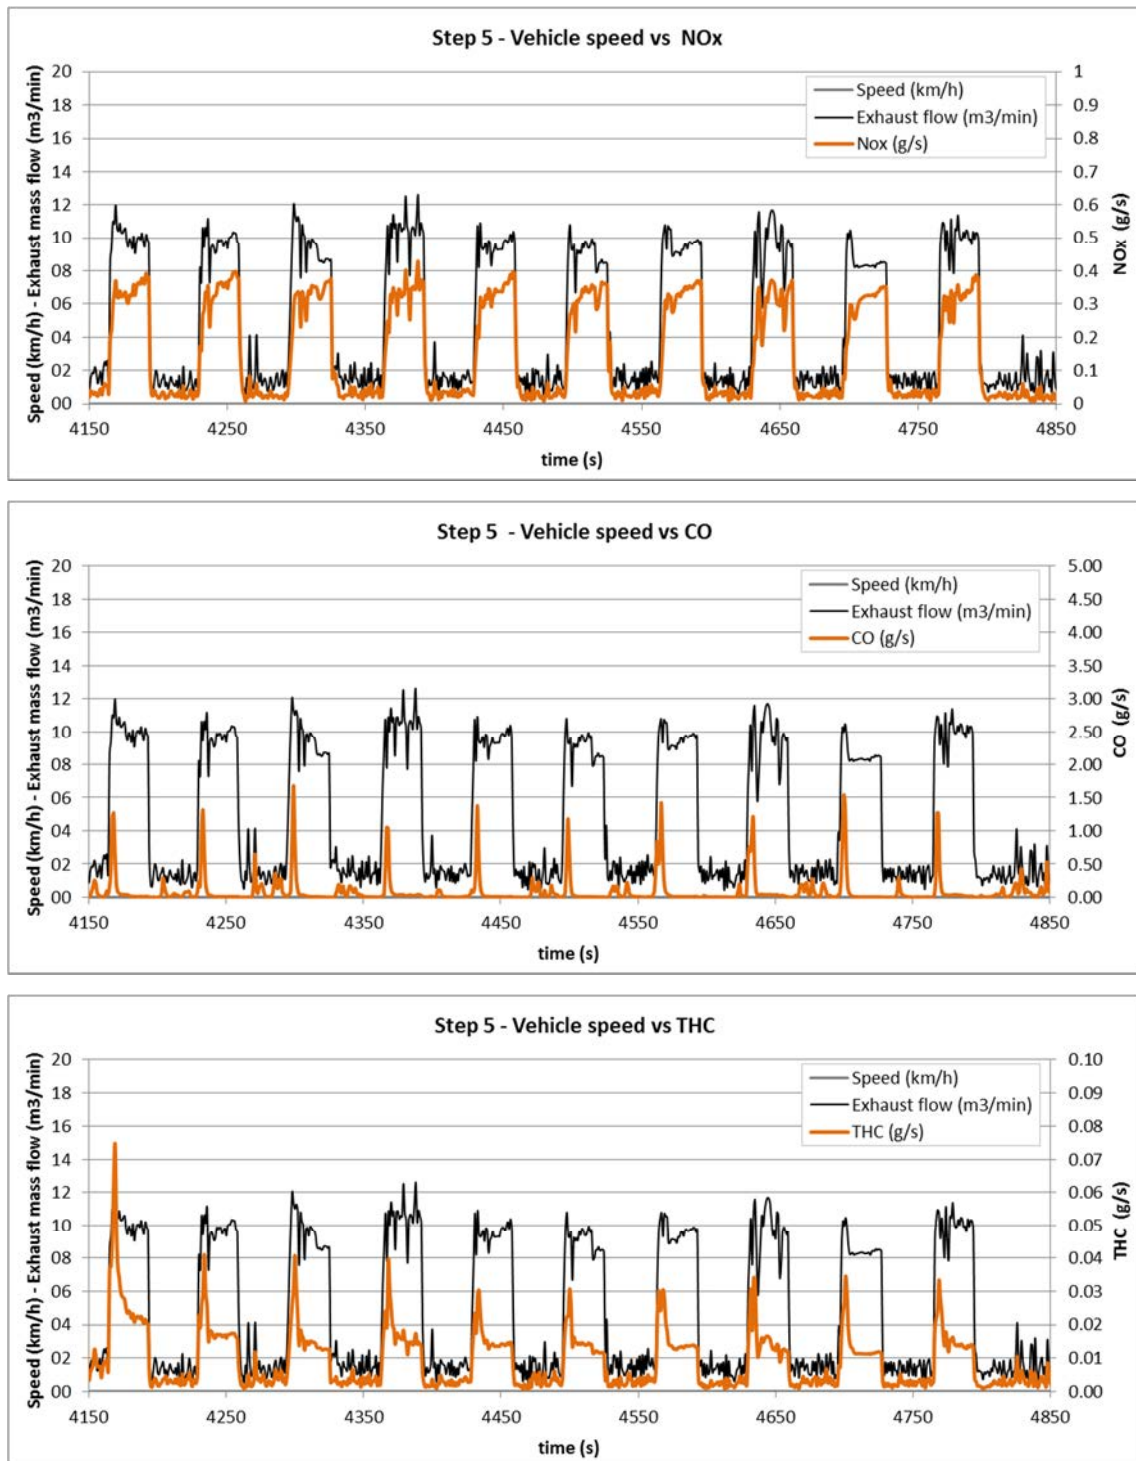 Step 5 - Vehicle speed vs NOx
Speed (km/h) - Exhaust mass flow (m3/min)
20
18
16
14
12
10
08
06
04
02
00
Speed (km/h)
Exhaust flow (m3/min)
Nox (g/s)
1
0.9
0.8
0.7
0.6
0.5
0.4
0.3
0.2
0.1
0
NOx (g/s)
4150 4250 4350 4450 4550 4650 4750 4850
time (s)
Step 5 - Vehicle speed vs CO
Speed (km/h) - Exhaust mass flow (m3/min)
20
18
16
14
12
10
08
06
04
02
00
Speed (km/h)
Exhaust flow (m3/min)
CO (g/s)
5.00
4.50
4.00
3.50
3.00
2.50
2.00
1.50
1.00
0.50
0.00
CO (g/s)
4150 4250 4350 4450 4550 4650 4750 4850
time (s)
Step 5 - Vehicle speed vs THC
Speed (km/h) - Exhaust mass flow (m3/min)
20
18
16
14
12
10
08
06
04
02
00
Speed (km/h)
Exhaust flow (m3/min)
THC (g/s)
0.10
0.09
0.08
0.07
0.06
0.05
0.04
0.03
0.02
0.01
0.00
THC (g/s)
4150 4250 4350 4450 4550 4650 4750 4850
time (s)